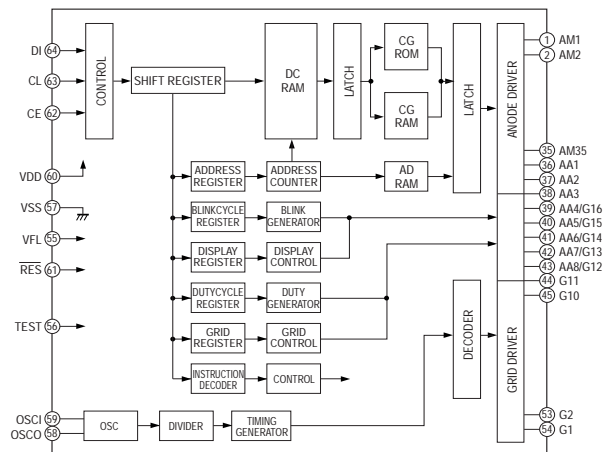 DI 64
CL 63
CE 62
VDD 60
VSS 57
VFL 55
RES 61
TEST 56
OSCI 59
OSCO 58
CONTROL
SHIFT REGISTER
DC
RAM
LATCH
CG
ROM
CG
RAM
LATCH
ANODE DRIVER
ADDRESS
REGISTER
ADDRESS
COUNTER
AD
RAM
BLINKCYCLE
REGISTER
BLINK
GENERATOR
DISPLAY
REGISTER
DISPLAY
CONTROL
DUTYCYCLE
REGISTER
DUTY
GENERATOR
GRID
REGISTER
GRID
CONTROL
INSTRUCTION
DECODER
CONTROL
OSC
DIVIDER
TIMING
GENERATOR
DECODER
GRID DRIVER
1 AM1
2 AM2
35 AM35
36 AA1
37 AA2
38 AA3
39 AA4/G16
40 AA5/G15
41 AA6/G14
42 AA7/G13
43 AA8/G12
44 G11
45 G10
53 G2
54 G1